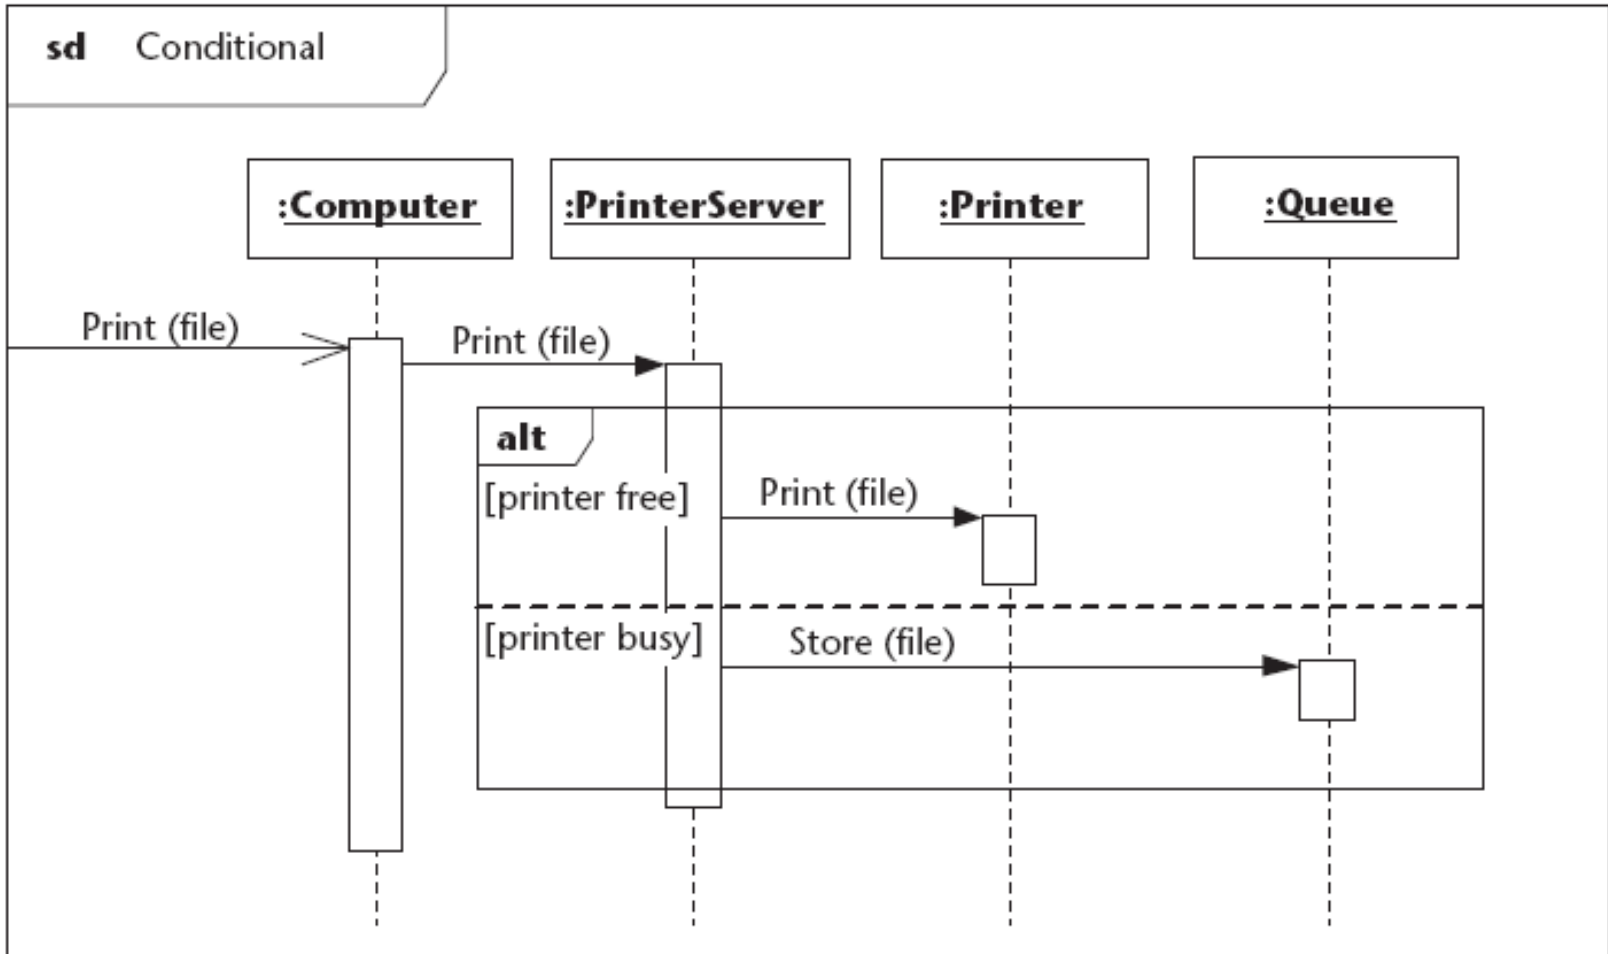 sd Conditional
:Computer
:PrinterServer
:Printer
:Queue
Print (file)
Print (file)
alt
[printer free]
Print (file)
[printer busy]
Store (file)